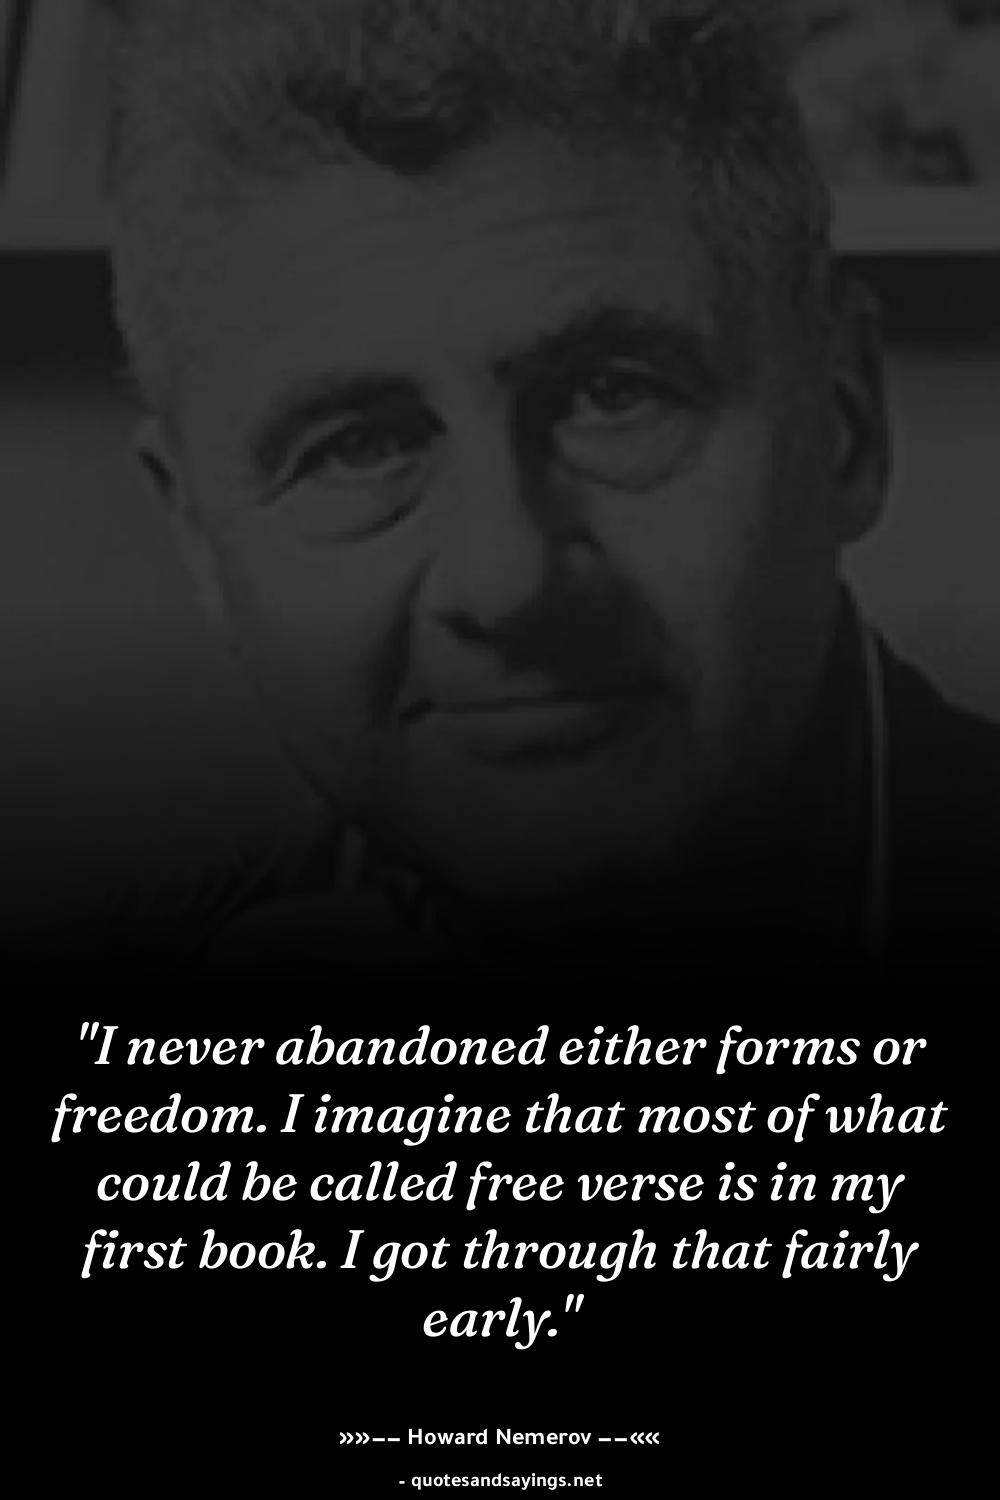 "I never abandoned either forms or
freedom. I imagine that most of what
could be called free verse is in my
first book. I got through that fairly
early."
»»–– Howard Nemerov ––««
- quotesandsayings.net